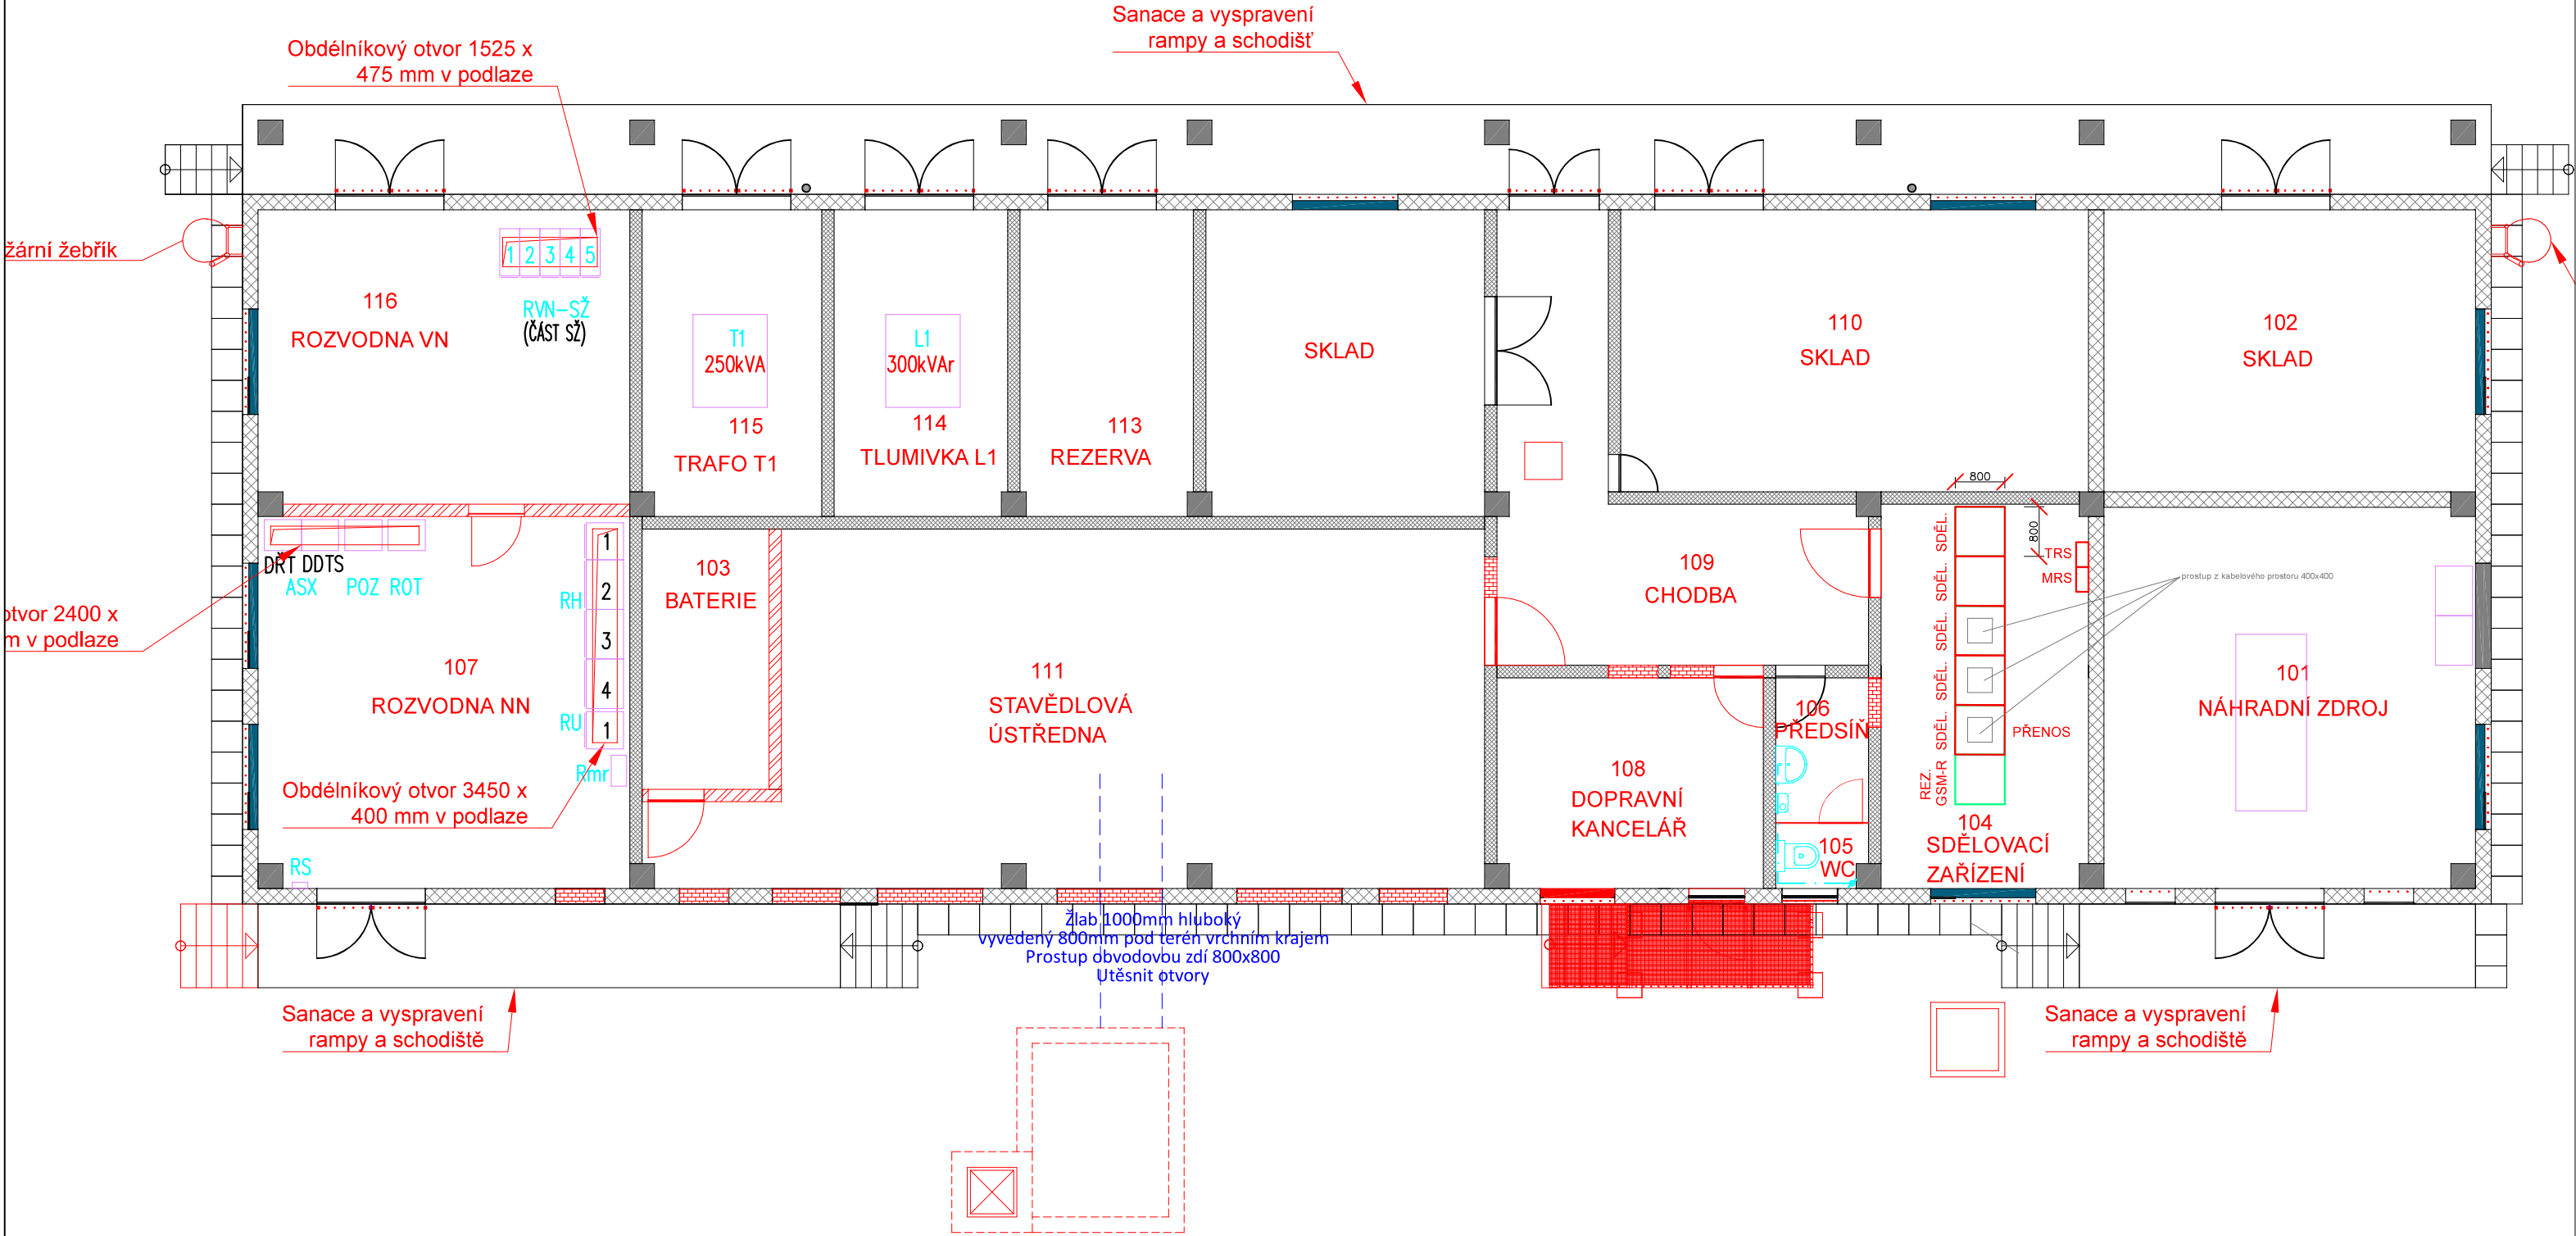 Sanace a vyspravení
rampy a schodišť
Obdélníkový otvor 1525 x
475 mm v podlaze
žární žebřík
1 2 3 4 5
RVN-SŽ
(ČÁST SŽ)
116
ROZVODNA VN
T1
250kVA
115
TRAFO T1
L1
300kVAr
114
TLUMIVKA L1
113
REZERVA
SKLAD
110
SKLAD
102
SKLAD
800
800
DŘT DDTS
ASX POZ ROT
otvor 2400 x
m v podlaze
107
ROZVODNA NN
RH
1
2
3
4
RU
1
Rmr
Obdélníkový otvor 3450 x
400 mm v podlaze
RS
103
BATERIE
111
STAVĚDLOVÁ
ÚSTŘEDNA
109
CHODBA
108
DOPRAVNÍ
KANCELÁŘ
106
PŘEDSÍŇ
105
WC
SDĚL.
SDĚL.
SDĚL.
SDĚL.
SDĚL.
REZ.
GSM-R
TRS
MRS
prostup z kabelového prostoru 400x400
PŘENOS
104
SDĚLOVACÍ
ZAŘÍZENÍ
101
NÁHRADNÍ ZDROJ
Žlab 1000mm hluboký
vyvedený 800mm pod terén vrchním krajem
Prostup obvodovou zdí 800x800
Utěsnit otvory
Sanace a vyspravení
rampy a schodiště
Sanace a vyspravení
rampy a schodiště